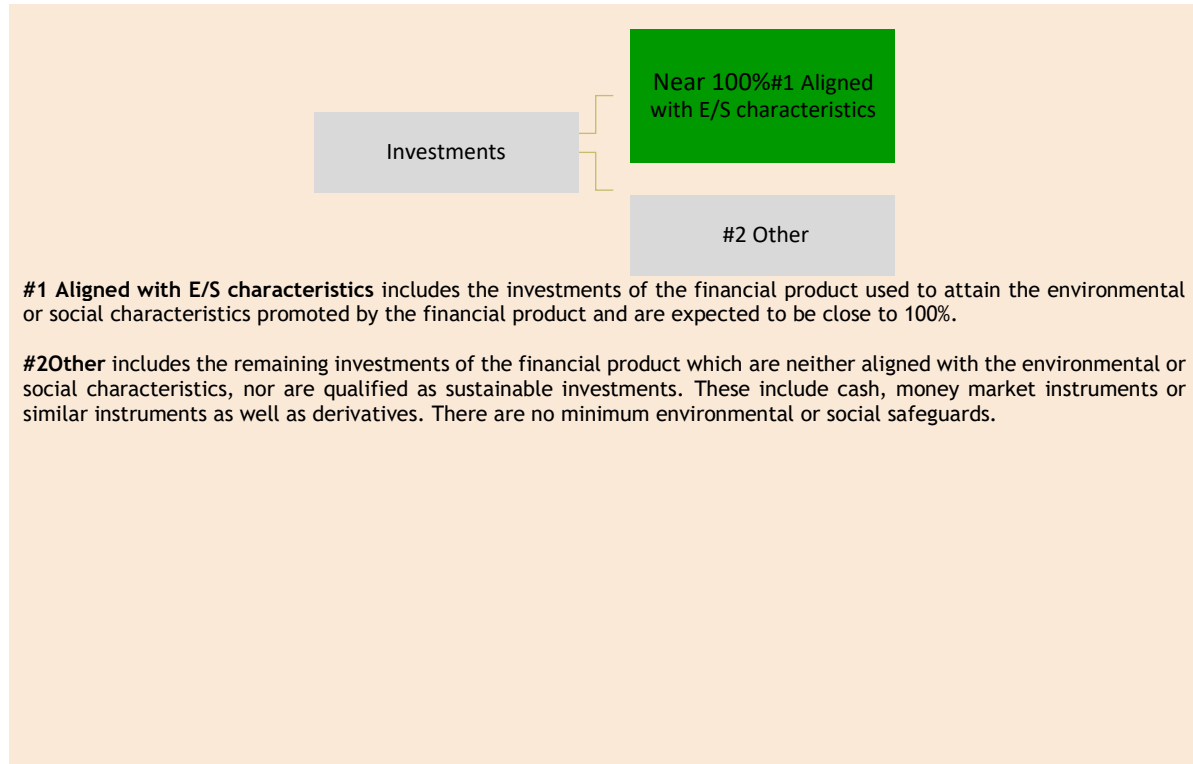 Near 100%#1 Aligned
with E/S characteristics
Investments
#2 Other
#1 Aligned with E/S characteristics includes the investments of the financial product used to attain the environmental
or social characteristics promoted by the financial product and are expected to be close to 100%.
#2Other includes the remaining investments of the financial product which are neither aligned with the environmental or
social characteristics, nor are qualified as sustainable investments. These include cash, money market instruments or
similar instruments as well as derivatives. There are no minimum environmental or social safeguards.